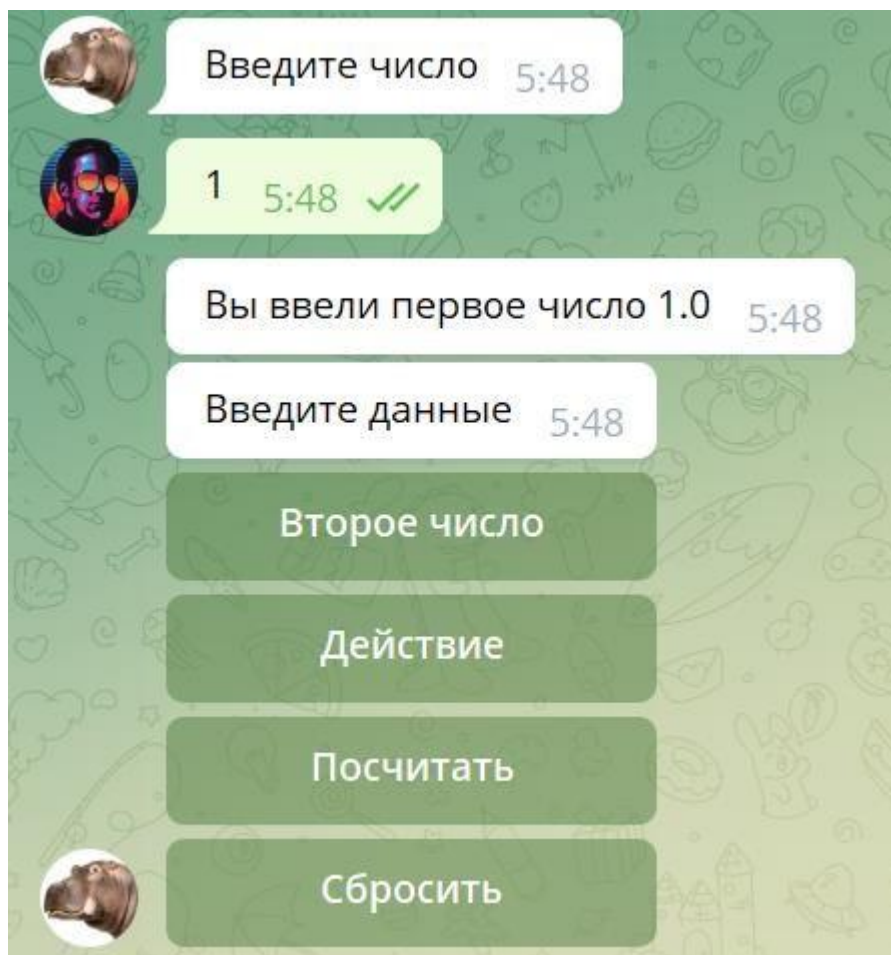 Введите число 5:48
1 5:48
Вы ввели первое число 1.0 5:48
Введите данные 5:48
Второе число
Действие
Посчитать
Сбросить